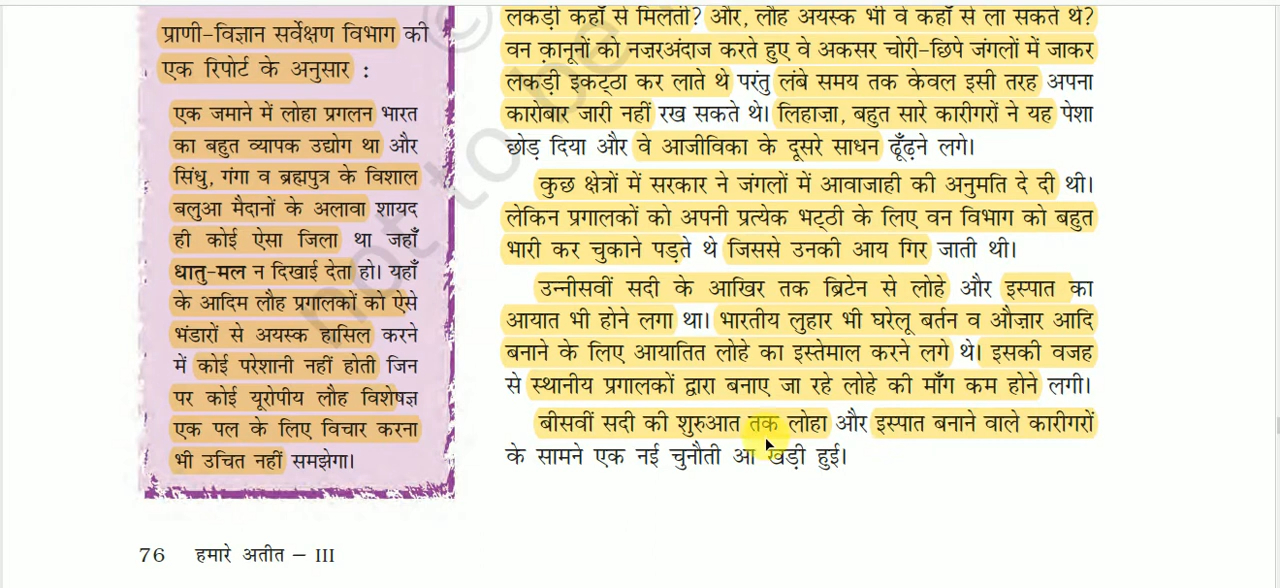 प्राणी-विज्ञान सर्वेक्षण विभाग की
एक रिपोर्ट के अनुसार :
एक जमाने में लोहा प्रगलन भारत
का बहुत व्यापक उद्योग था और
सिंधु, गंगा व ब्रह्मपुत्र के विशाल
बलुआ मैदानों के अलावा शायद
ही कोई ऐसा जिला था जहाँ
धातु-मल न दिखाई देता हो। यहाँ
के आदिम लौह प्रगालकों को ऐसे
भंडारों से अयस्क हासिल करने
में कोई परेशानी नहीं होती जिन
पर कोई यूरोपीय लौह विशेषज्ञ
एक पल के लिए विचार करना
भी उचित नहीं समझेगा।
लकड़ी कहाँ से मिलती? और, लौह अयस्क भी वे कहाँ से ला सकते थे?
वन क़ानूनों को नज़रअंदाज करते हुए वे अकसर चोरी-छिपे जंगलों में जाकर
लकड़ी इकट्ठा कर लाते थे परंतु लंबे समय तक केवल इसी तरह अपना
कारोबार जारी नहीं रख सकते थे। लिहाजा, बहुत सारे कारीगरों ने यह पेशा
छोड़ दिया और वे आजीविका के दूसरे साधन ढूँढ़ने लगे।
कुछ क्षेत्रों में सरकार ने जंगलों में आवाजाही की अनुमति दे दी थी।
लेकिन प्रगालकों को अपनी प्रत्येक भट्ठी के लिए वन विभाग को बहुत
भारी कर चुकाने पड़ते थे जिससे उनकी आय गिर जाती थी।
उन्नीसवीं सदी के आखिर तक ब्रिटेन से लोहे और इस्पात का
आयात भी होने लगा था। भारतीय लुहार भी घरेलू बर्तन व औज़ार आदि
बनाने के लिए आयातित लोहे का इस्तेमाल करने लगे थे। इसकी वजह
से स्थानीय प्रगालकों द्वारा बनाए जा रहे लोहे की माँग कम होने लगी।
बीसवीं सदी की शुरुआत तक लोहा और इस्पात बनाने वाले कारीगरों
के सामने एक नई चुनौती आ खड़ी हुई।
© not to be
76 हमारे अतीत – III